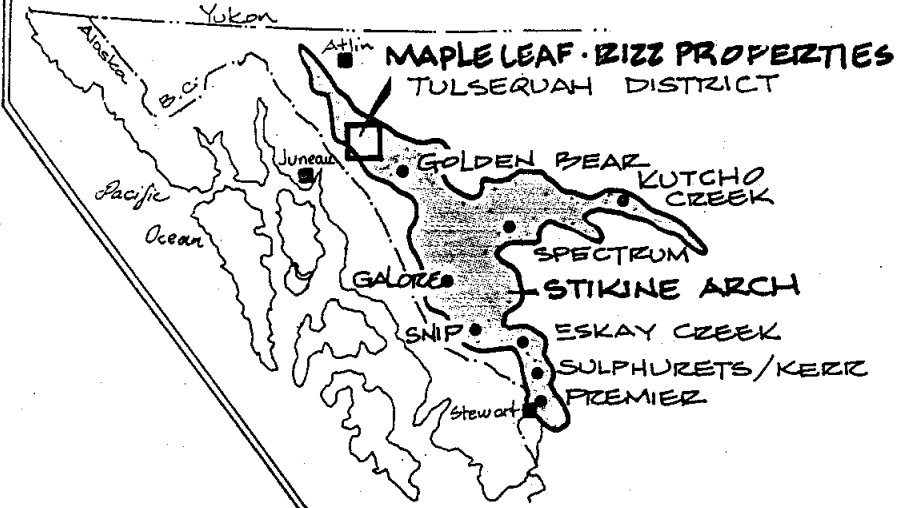 Yukon
Atlin
MAPLE LEAF · RIZZ PROPERTIES
TULSEQUAH DISTRICT
Alaska
B.C.
Juneau
GOLDEN BEAR
KUTCHO
CREEK
Pacific
Ocean
SPECTRUM
GALORE
STIKINE ARCH
SNIP
ESKAY CREEK
SULPHURETS/KERR
PREMIER
Stewart